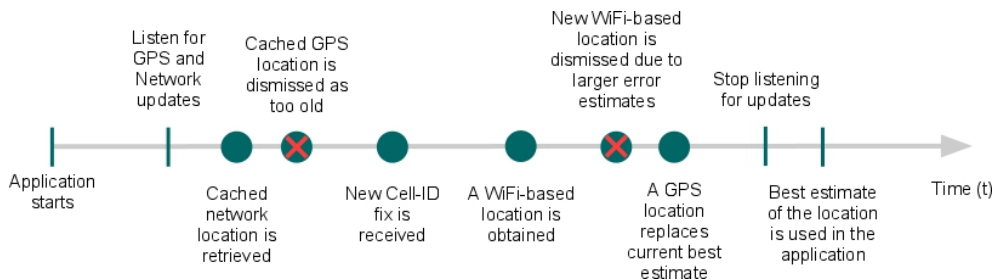 Application
starts
Listen for
GPS and
Network
updates
Cached
network
location is
retrieved
Cached GPS
location is
dismissed as
too old
New Cell-ID
fix is
received
A WiFi-based
location is
obtained
New WiFi-based
location is
dismissed due to
larger error
estimates
A GPS
location
replaces
current best
estimate
Stop listening
for updates
Best estimate
of the location
is used in the
application
Time (t)